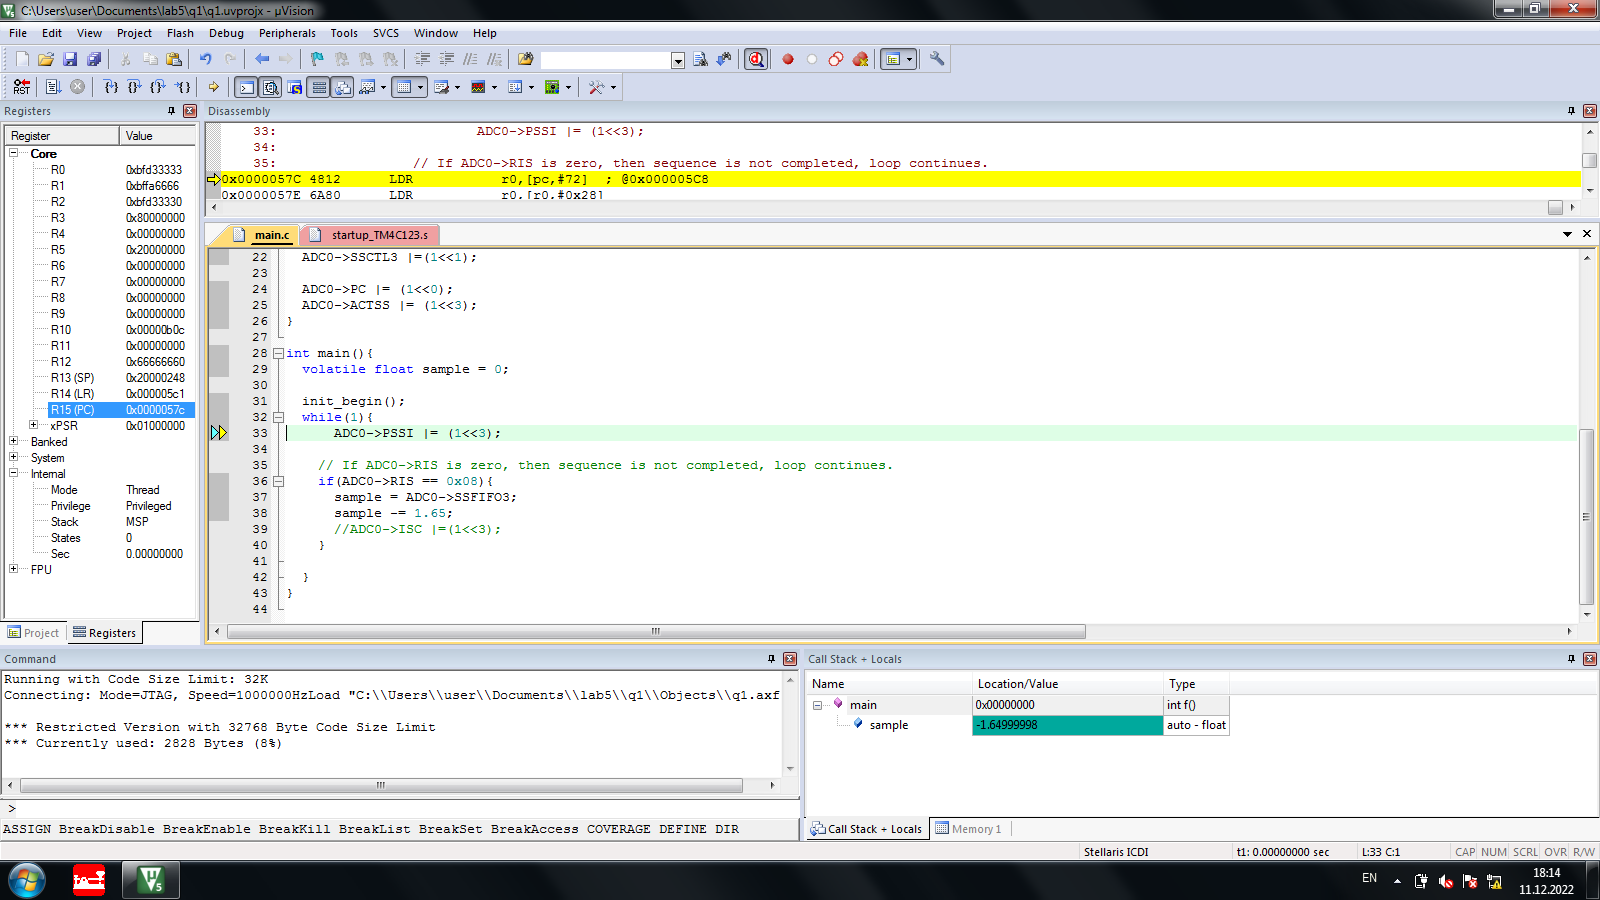 C:\Users\user\Documents\lab5\q1\q1.uvprojx - µVision
File Edit View Project Flash Debug Peripherals Tools SVCS Window Help
Registers
Register Value
Core
R0 0xbfd33333
R1 0xbffa6666
R2 0xbfd33330
R3 0x80000000
R4 0x00000000
R5 0x20000000
R6 0x00000000
R7 0x00000000
R8 0x00000000
R9 0x00000000
R10 0x00000b0c
R11 0x00000000
R12 0x66666660
R13 (SP) 0x20000248
R14 (LR) 0x000005c1
R15 (PC) 0x0000057c
xPSR 0x01000000
Banked
System
Internal
Mode Thread
Privilege Privileged
Stack MSP
States 0
Sec 0.00000000
FPU
Project Registers
Disassembly
33: ADC0->PSSI |= (1<<3);
34:
35: // If ADC0->RIS is zero, then sequence is not completed, loop continues.
0x0000057C 4812 LDR r0,[pc,#72] ; @0x000005C8
0x0000057E 6A80 LDR r0,[r0,#0x28]
main.c startup_TM4C123.s
22 ADC0->SSCTL3 |=(1<<1);
23
24 ADC0->PC |= (1<<0);
25 ADC0->ACTSS |= (1<<3);
26 }
27
28 int main(){
29 volatile float sample = 0;
30
31 init_begin();
32 while(1){
33 ADC0->PSSI |= (1<<3);
34
35 // If ADC0->RIS is zero, then sequence is not completed, loop continues.
36 if(ADC0->RIS == 0x08){
37 sample = ADC0->SSFIFO3;
38 sample -= 1.65;
39 //ADC0->ISC |=(1<<3);
40 }
41
42 }
43 }
44
Command
Running with Code Size Limit: 32K
Connecting: Mode=JTAG, Speed=1000000HzLoad "C:\\Users\\user\\Documents\\lab5\\q1\\Objects\\q1.axf
*** Restricted Version with 32768 Byte Code Size Limit
*** Currently used: 2828 Bytes (8%)
>
ASSIGN BreakDisable BreakEnable BreakKill BreakList BreakSet BreakAccess COVERAGE DEFINE DIR
Call Stack + Locals
Name Location/Value Type
main 0x00000000 int f()
sample -1.64999998 auto - float
Call Stack + Locals Memory 1
Stellaris ICDI t1: 0.00000000 sec L:33 C:1 CAP NUM SCRL OVR R/W
EN 18:14
11.12.2022